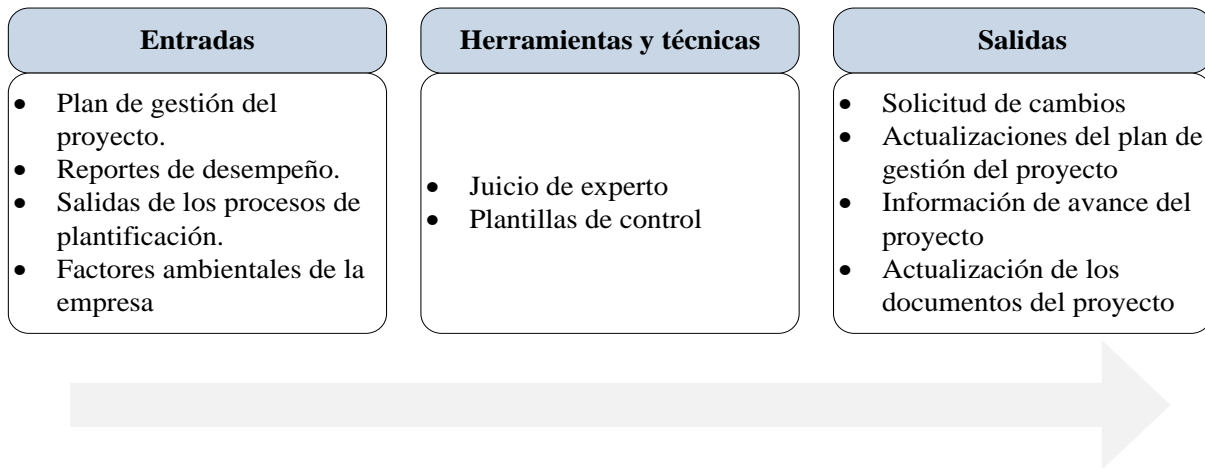 Entradas
• Plan de gestión del
proyecto.
• Reportes de desempeño.
• Salidas de los procesos de
plantificación.
• Factores ambientales de la
empresa
Herramientas y técnicas
• Juicio de experto
• Plantillas de control
Salidas
• Solicitud de cambios
• Actualizaciones del plan de
gestión del proyecto
• Información de avance del
proyecto
• Actualización de los
documentos del proyecto